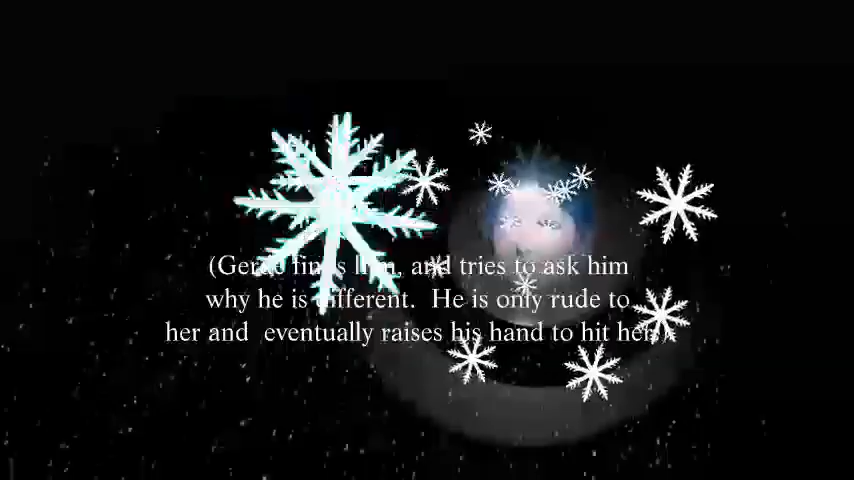 (Gerda finds him, and tries to ask him
why he is different.  He is only rude to
her and  eventually raises his hand to hit her.)